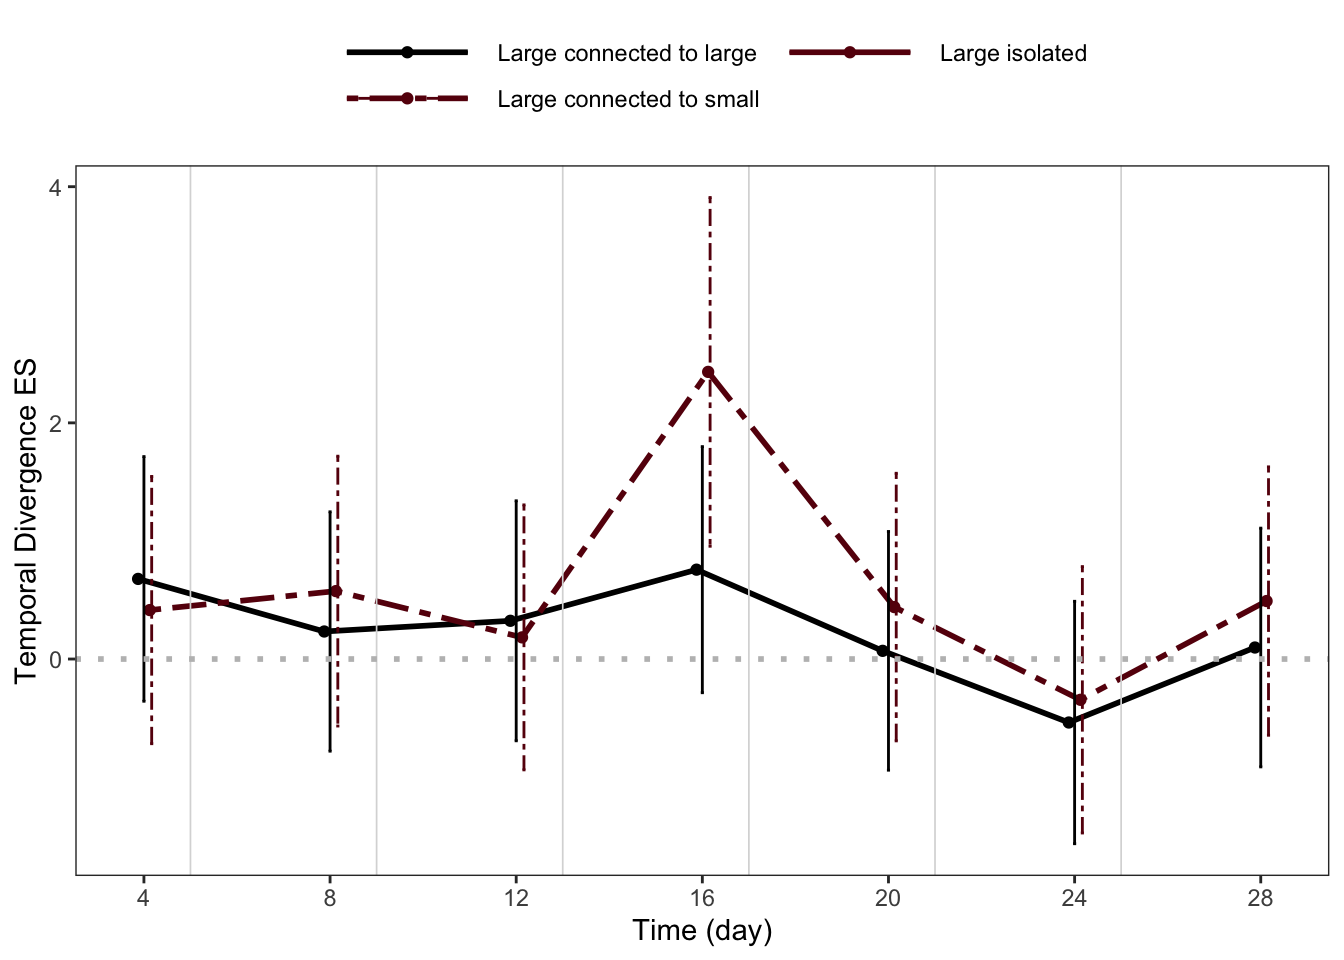 Large connected to large
Large isolated
Large connected to small
4
2
0
Temporal Divergence ES
4 8 12 16 20 24 28
Time (day)